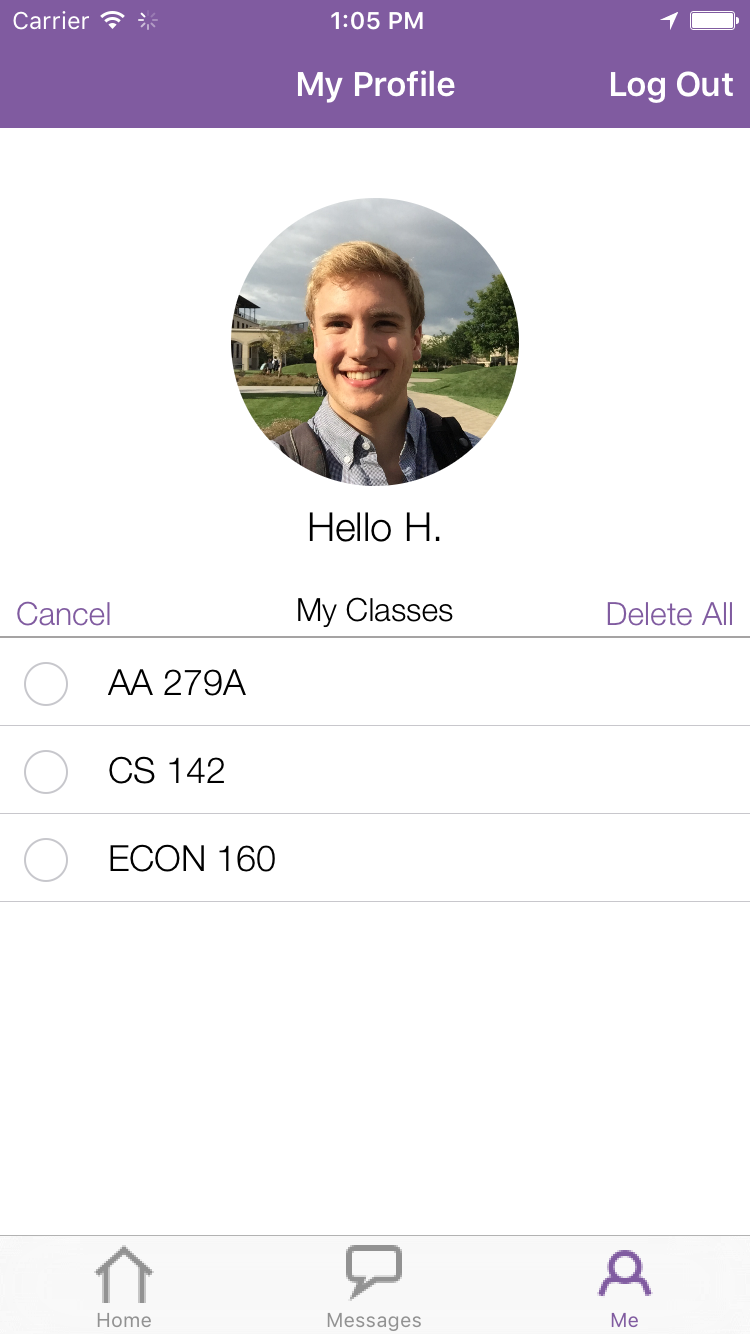 Carrier 1:05 PM
My Profile Log Out
Hello H.
Cancel My Classes Delete All
AA 279A
CS 142
ECON 160
Home Messages Me